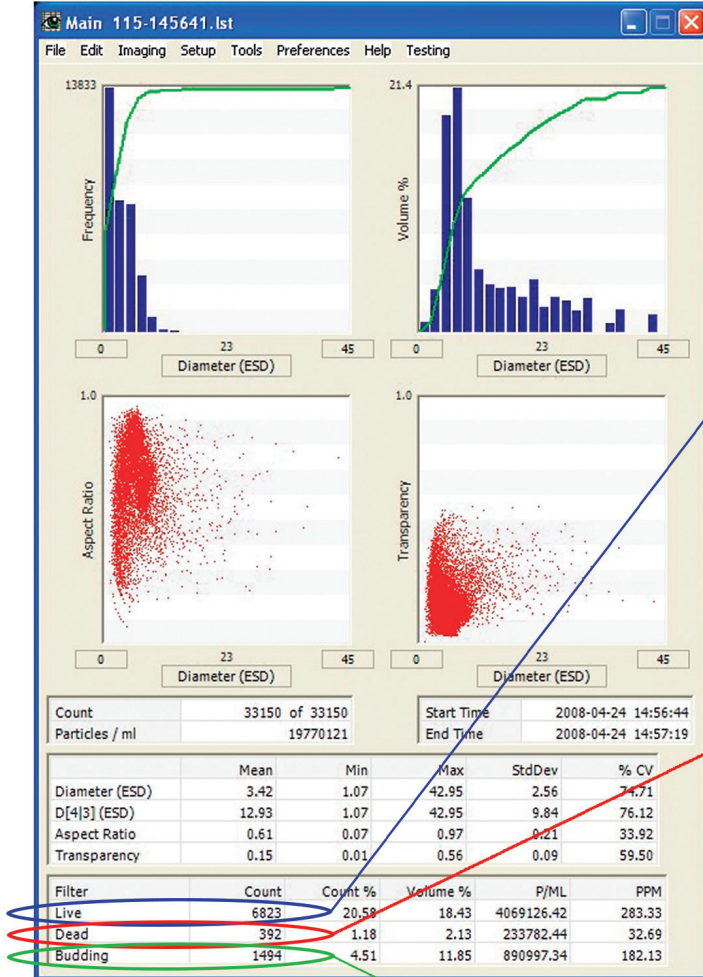 Main 115-145641.lst
File Edit Imaging Setup Tools Preferences Help Testing
13833
Frequency
0 23 45
Diameter (ESD)
21.4
Volume %
0 23 45
Diameter (ESD)
1.0
Aspect Ratio
0 23 45
Diameter (ESD)
1.0
Transparency
0 23 45
Diameter (ESD)
Count 33150 of 33150
Particles / ml 19770121
Start Time 2008-04-24 14:56:44
End Time 2008-04-24 14:57:19
Mean Min Max StdDev % CV
Diameter (ESD) 3.42 1.07 42.95 2.56 74.71
D[4|3] (ESD) 12.93 1.07 42.95 9.84 76.12
Aspect Ratio 0.61 0.07 0.97 0.21 33.92
Transparency 0.15 0.01 0.56 0.09 59.50
Filter Count Count % Volume % P/ML PPM
Live 6823 20.58 18.43 4069126.42 283.33
Dead 392 1.18 2.13 233782.44 32.69
Budding 1494 4.51 11.85 890997.34 182.13